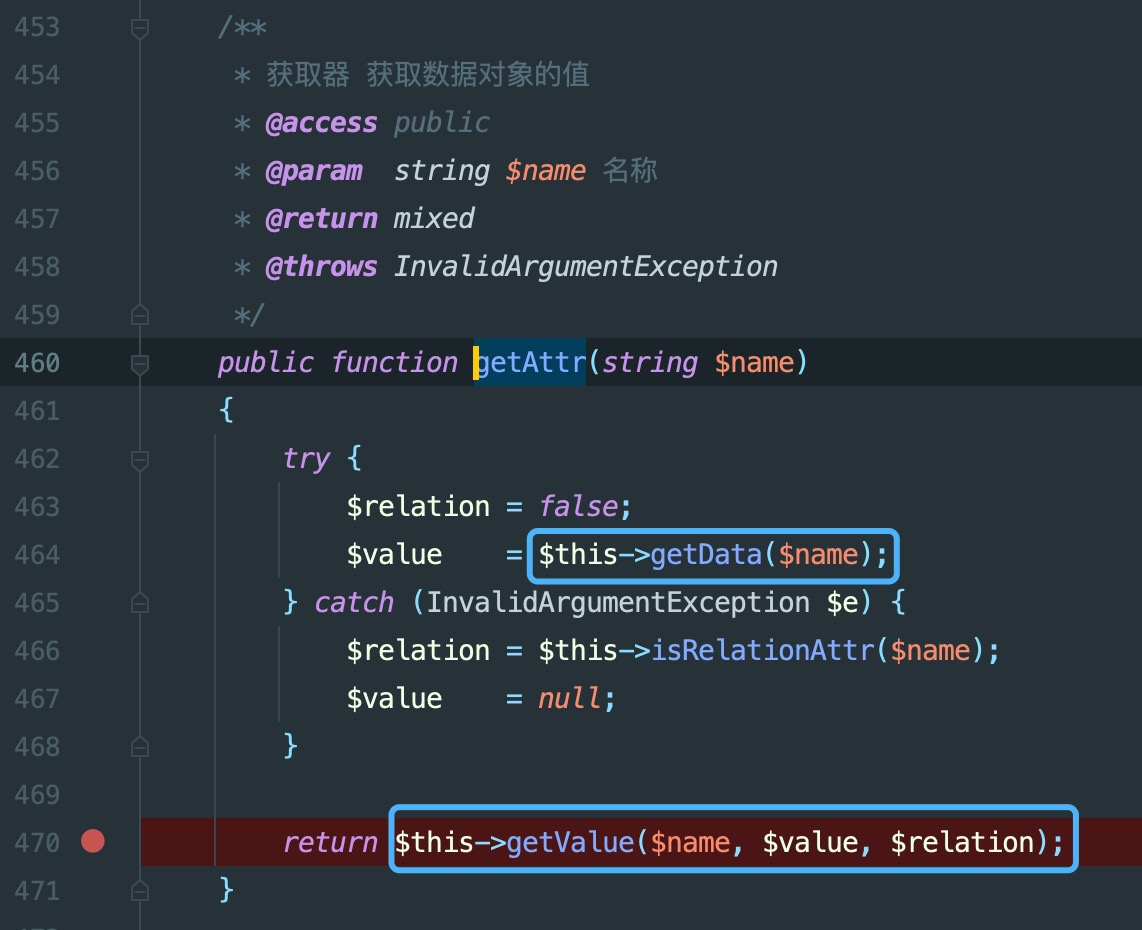 453 /**
454 * 获取器 获取数据对象的值
455 * @access public
456 * @param  string $name 名称
457 * @return mixed
458 * @throws InvalidArgumentException
459 */
460 public function getAttr(string $name)
461 {
462 try {
463 $relation = false;
464 $value    = $this->getData($name);
465 } catch (InvalidArgumentException $e) {
466 $relation = $this->isRelationAttr($name);
467 $value    = null;
468 }
469
470 return $this->getValue($name, $value, $relation);
471 }